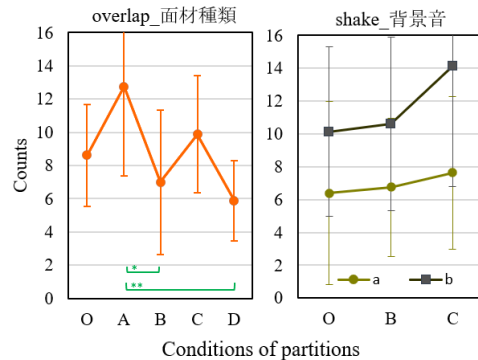 overlap_面材種類
shake_背景音
16
14
12
10
8
6
4
2
0
Counts
*
**
O A B C D
16
14
12
10
8
6
4
2
0
a b
O B C
Conditions of partitions